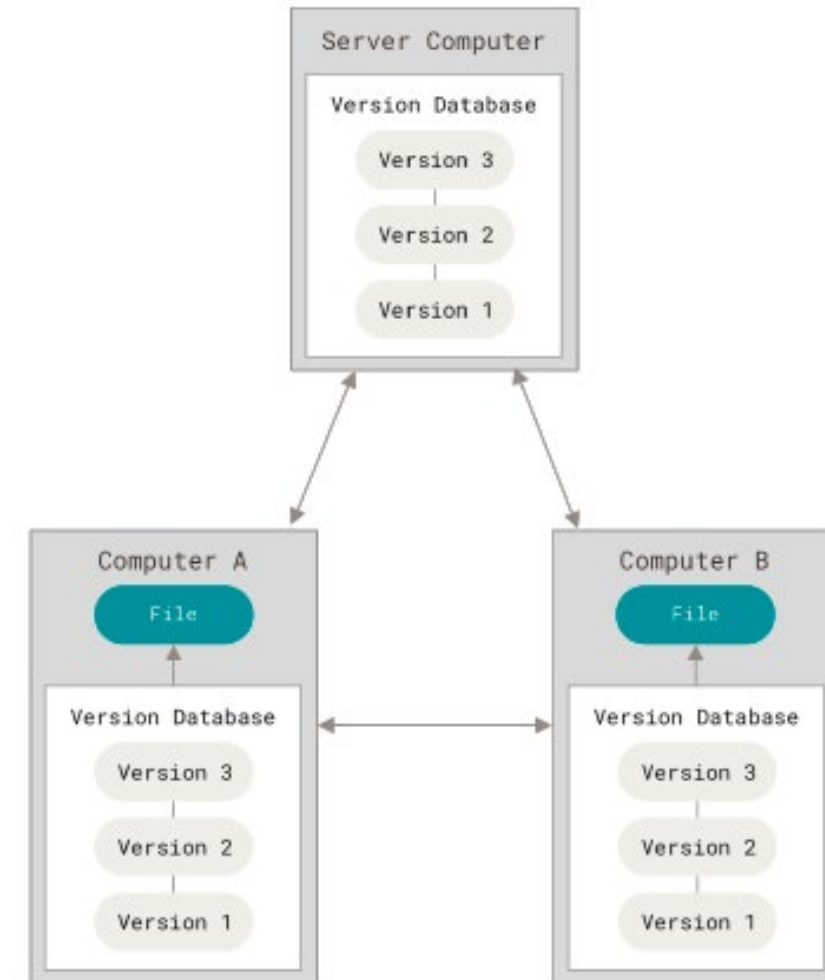 Server Computer
Version Database
Version 3
Version 2
Version 1
Computer A
File
Version Database
Version 3
Version 2
Version 1
Computer B
File
Version Database
Version 3
Version 2
Version 1